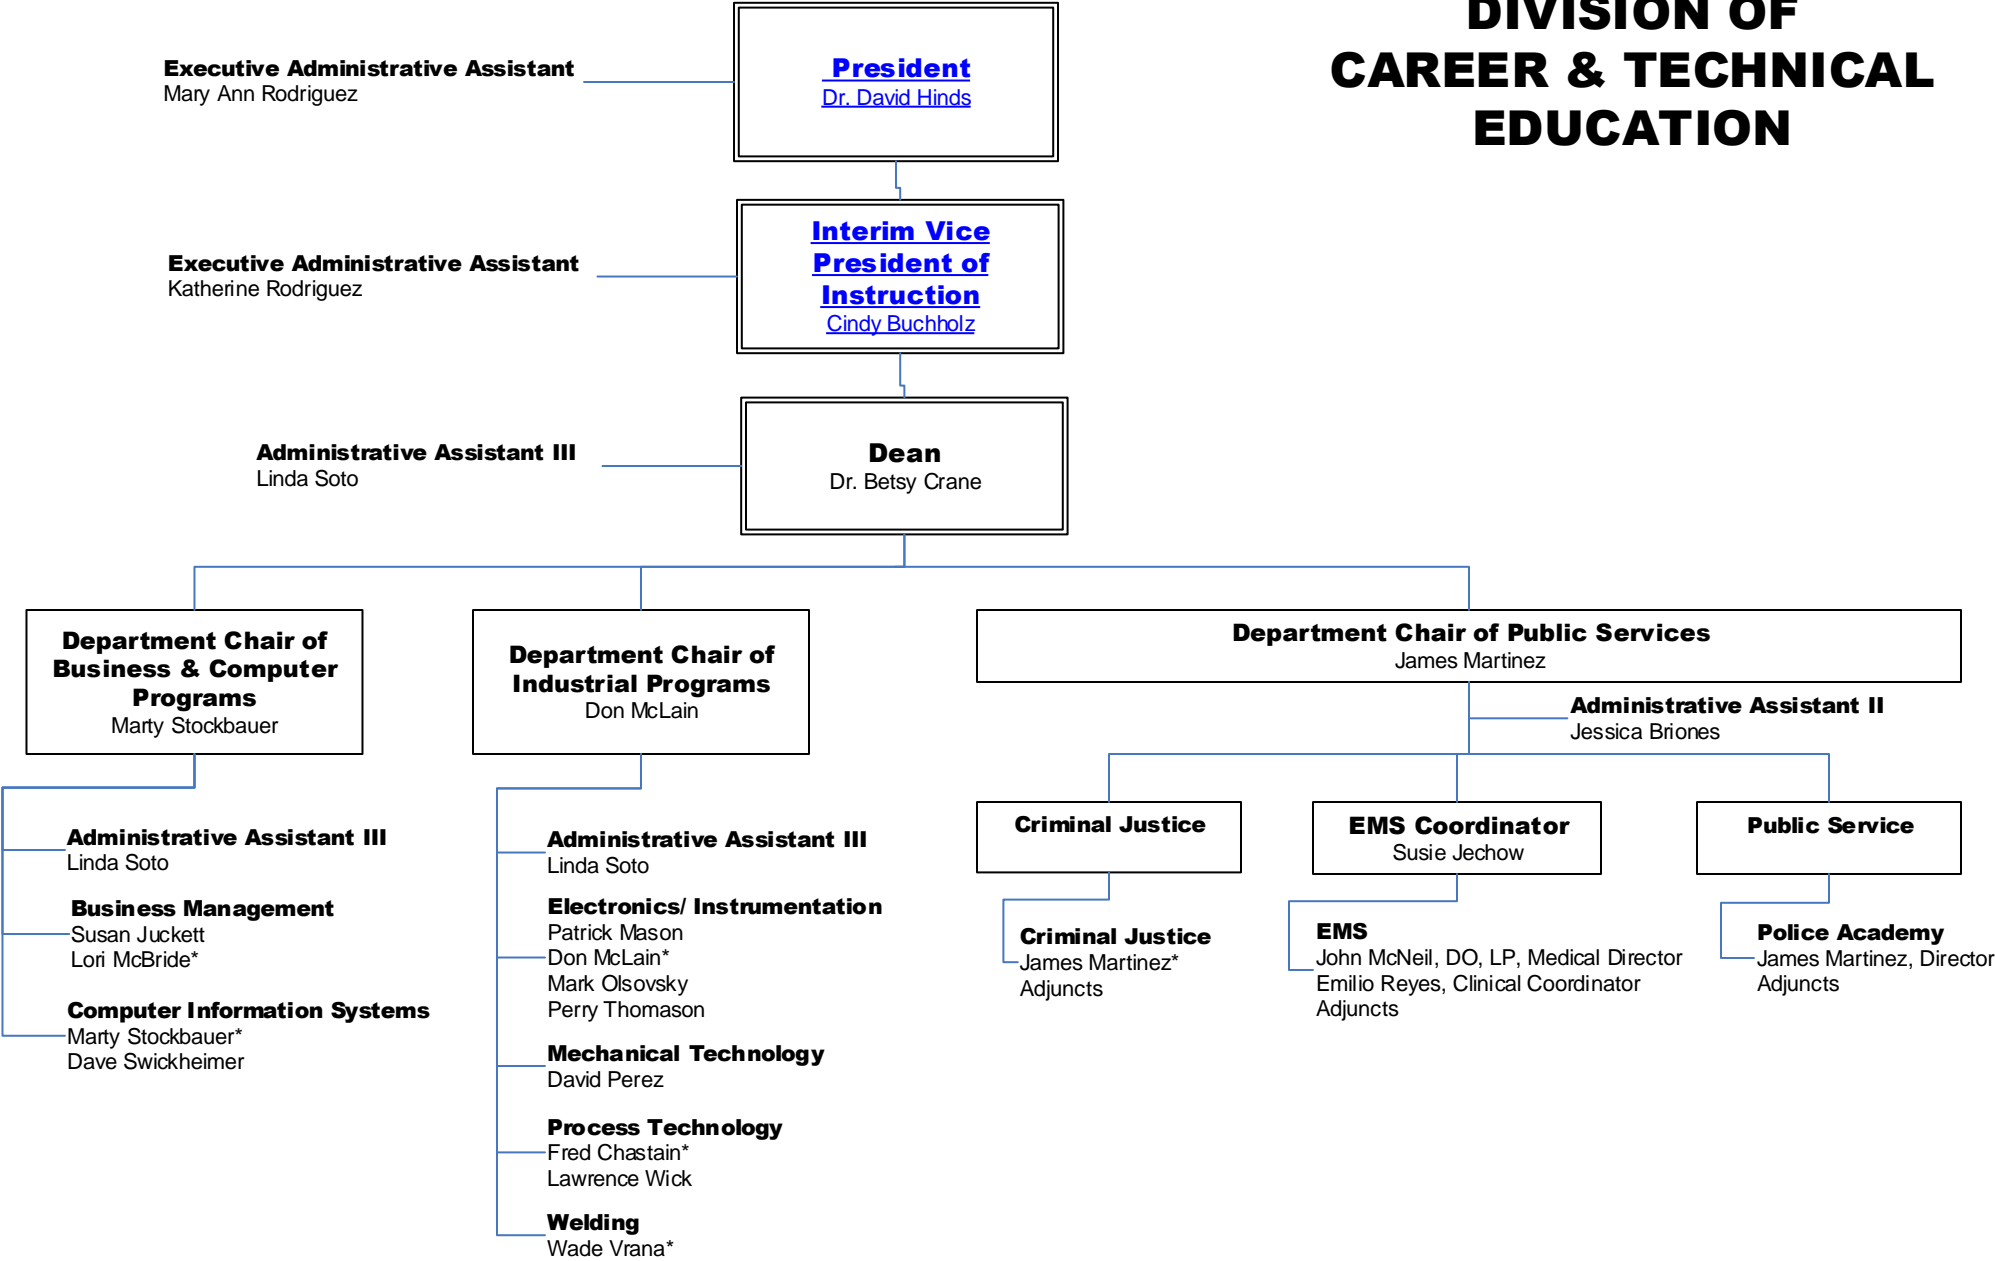 DIVISION OF
CAREER & TECHNICAL
EDUCATION
Executive Administrative Assistant
Mary Ann Rodriguez
President
Dr. David Hinds
Executive Administrative Assistant
Katherine Rodriguez
Interim Vice
President of
Instruction
Cindy Buchholz
Administrative Assistant III
Linda Soto
Dean
Dr. Betsy Crane
Department Chair of
Business & Computer
Programs
Marty Stockbauer
Department Chair of
Industrial Programs
Don McLain
Department Chair of Public Services
James Martinez
Administrative Assistant II
Jessica Briones
Administrative Assistant III
Linda Soto
Business Management
Susan Juckett
Lori McBride*
Computer Information Systems
Marty Stockbauer*
Dave Swickheimer
Administrative Assistant III
Linda Soto
Electronics/ Instrumentation
Patrick Mason
Don McLain*
Mark Olsovsky
Perry Thomason
Mechanical Technology
David Perez
Process Technology
Fred Chastain*
Lawrence Wick
Welding
Wade Vrana*
Criminal Justice
Criminal Justice
James Martinez*
Adjuncts
EMS Coordinator
Susie Jechow
EMS
John McNeil, DO, LP, Medical Director
Emilio Reyes, Clinical Coordinator
Adjuncts
Public Service
Police Academy
James Martinez, Director
Adjuncts